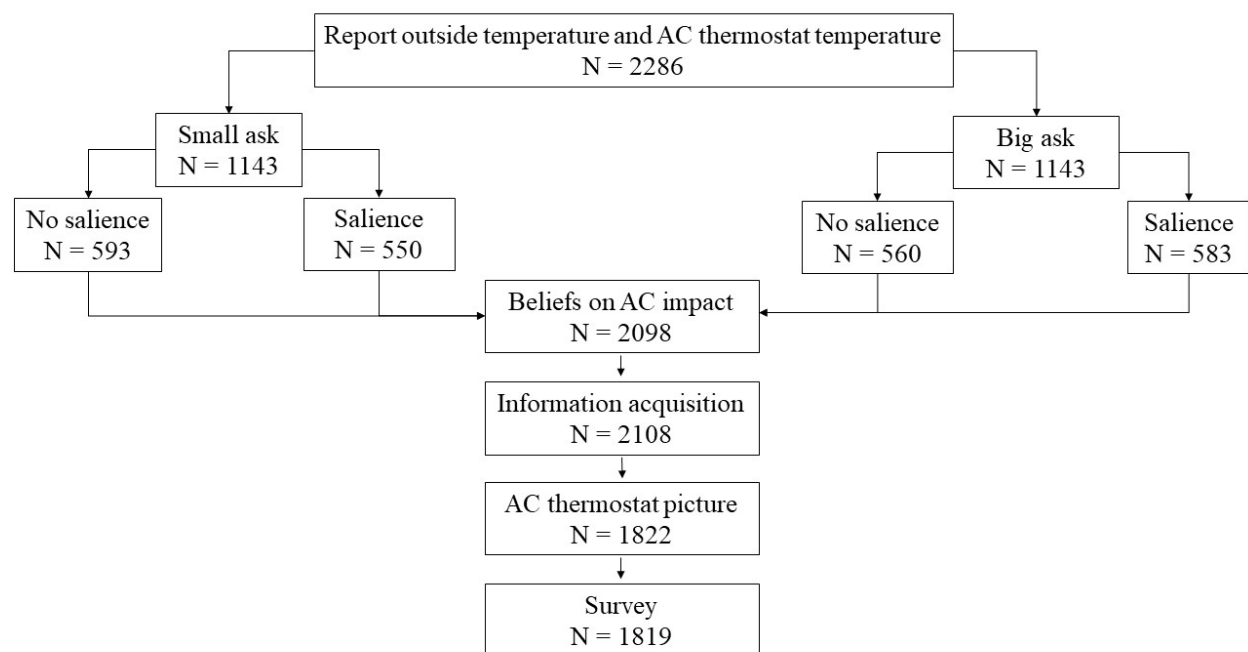 Report outside temperature and AC thermostat temperature
N = 2286
Small ask
N = 1143
Big ask
N = 1143
No salience
N = 593
Salience
N = 550
No salience
N = 560
Salience
N = 583
Beliefs on AC impact
N = 2098
Information acquisition
N = 2108
AC thermostat picture
N = 1822
Survey
N = 1819